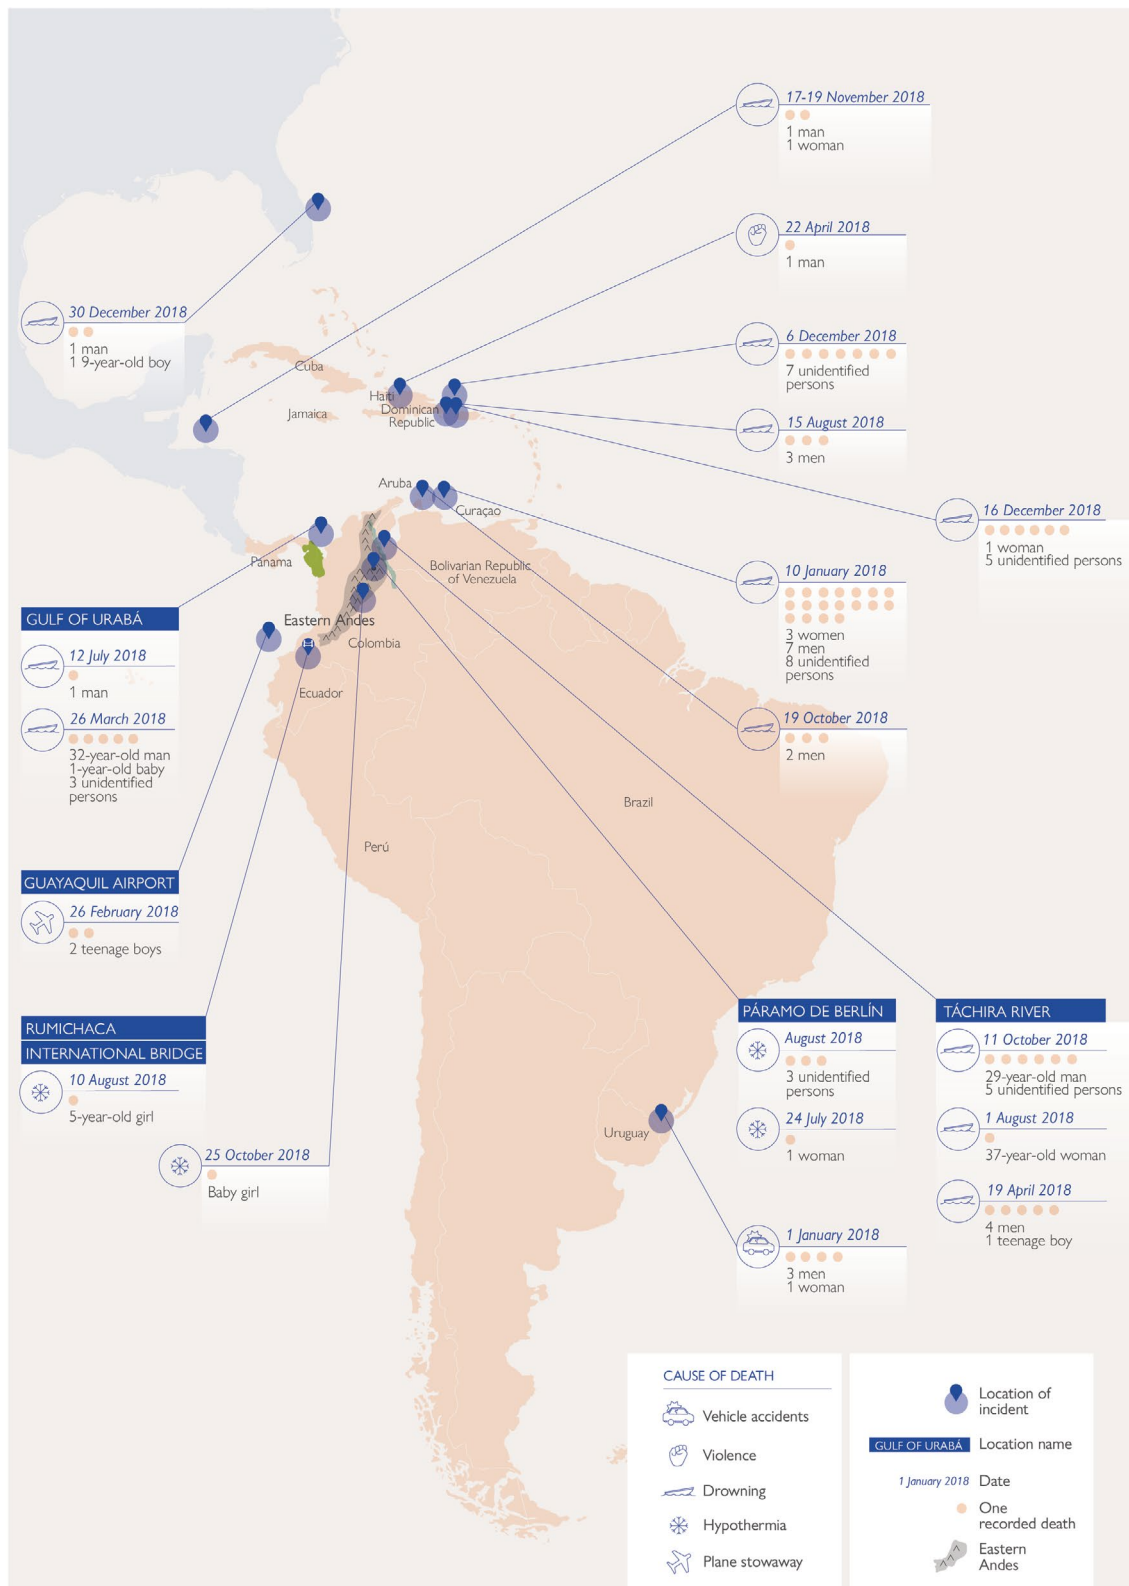 17-19 November 2018
1 man
1 woman
22 April 2018
1 man
30 December 2018
1 man
1 9-year-old boy
6 December 2018
7 unidentified
persons
Cuba
Haiti
Jamaica
Dominican
Republic
15 August 2018
3 men
Aruba
Curaçao
16 December 2018
1 woman
5 unidentified persons
Panama
Bolivarian Republic
of Venezuela
10 January 2018
3 women
7 men
8 unidentified
persons
GULF OF URABÁ
12 July 2018
1 man
26 March 2018
32-year-old man
1-year-old baby
3 unidentified
persons
Eastern Andes
Colombia
Ecuador
19 October 2018
2 men
Brazil
Perú
GUAYAQUIL AIRPORT
26 February 2018
2 teenage boys
RUMICHACA
INTERNATIONAL BRIDGE
10 August 2018
5-year-old girl
25 October 2018
Baby girl
PÁRAMO DE BERLÍN
August 2018
3 unidentified
persons
24 July 2018
1 woman
TÁCHIRA RIVER
11 October 2018
29-year-old man
5 unidentified persons
1 August 2018
37-year-old woman
19 April 2018
4 men
1 teenage boy
Uruguay
1 January 2018
3 men
1 woman
CAUSE OF DEATH
Vehicle accidents
Violence
Drowning
Hypothermia
Plane stowaway
Location of
incident
GULF OF URABÁ Location name
1 January 2018 Date
One
recorded death
Eastern
Andes